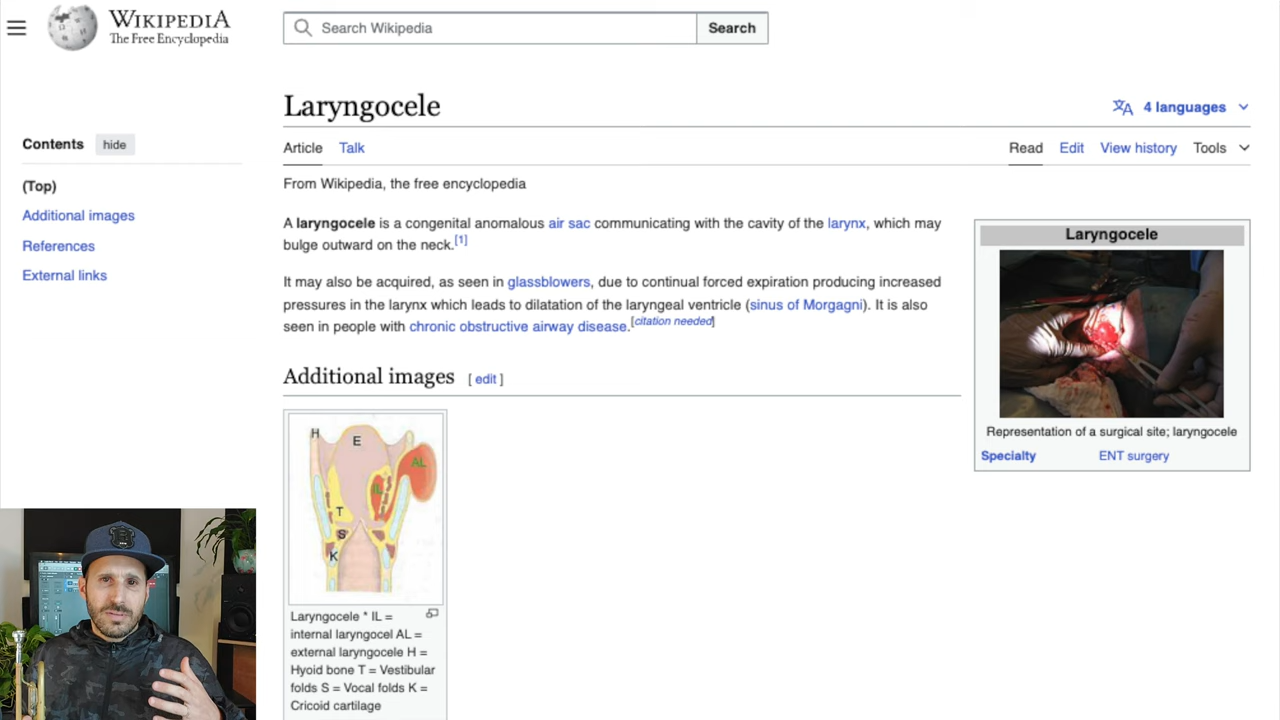 WIKIPEDIA
The Free Encyclopedia
Search Wikipedia
Search
Laryngocele
4 languages
Contents hide
Article Talk
Read Edit View history Tools
(Top)
From Wikipedia, the free encyclopedia
Additional images
References
External links
A laryngocele is a congenital anomalous air sac communicating with the cavity of the larynx, which may
bulge outward on the neck.[1]
It may also be acquired, as seen in glassblowers, due to continual forced expiration producing increased
pressures in the larynx which leads to dilatation of the laryngeal ventricle (sinus of Morgagni). It is also
seen in people with chronic obstructive airway disease.[citation needed]
Laryngocele
Representation of a surgical site; laryngocele
Specialty ENT surgery
Additional images [ edit ]
H
E
AL
IL
T
S
K
Laryngocele * IL =
internal laryngocel AL =
external laryngocele H =
Hyoid bone T = Vestibular
folds S = Vocal folds K =
Cricoid cartilage